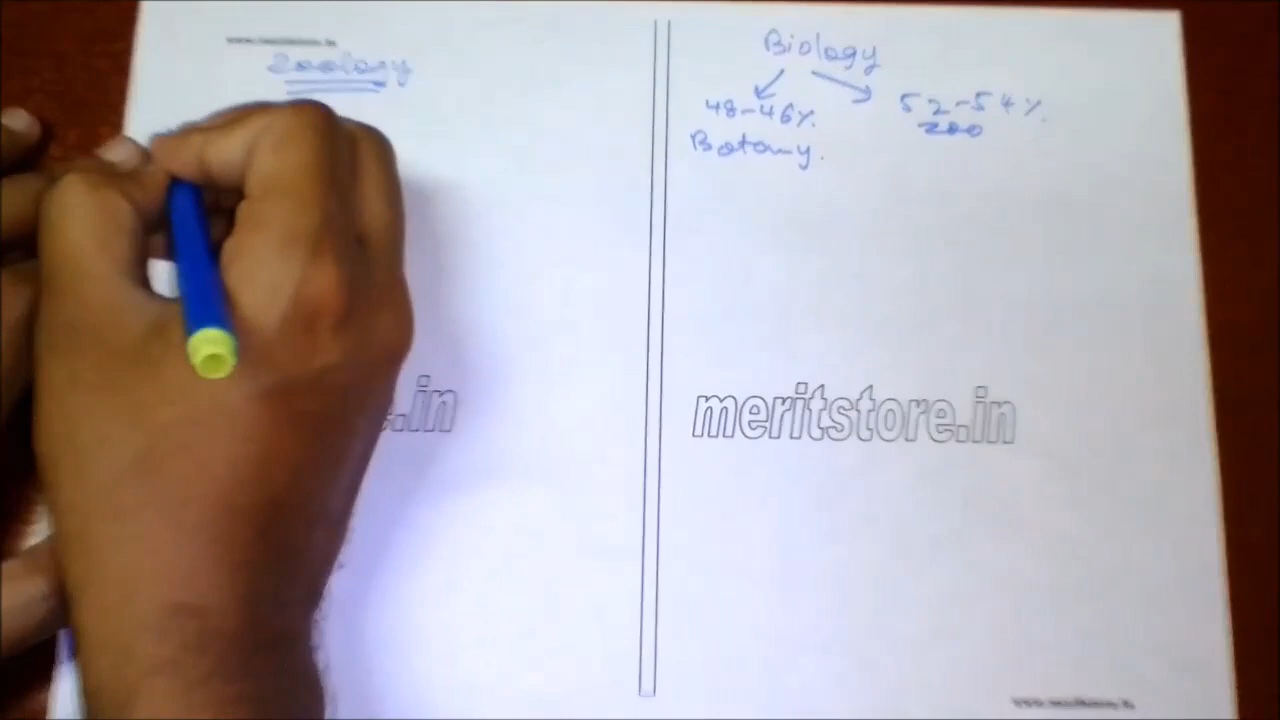 Zoology
.in
Biology
48-46%. 52-54%.
Botany. Zoo
meritstore.in